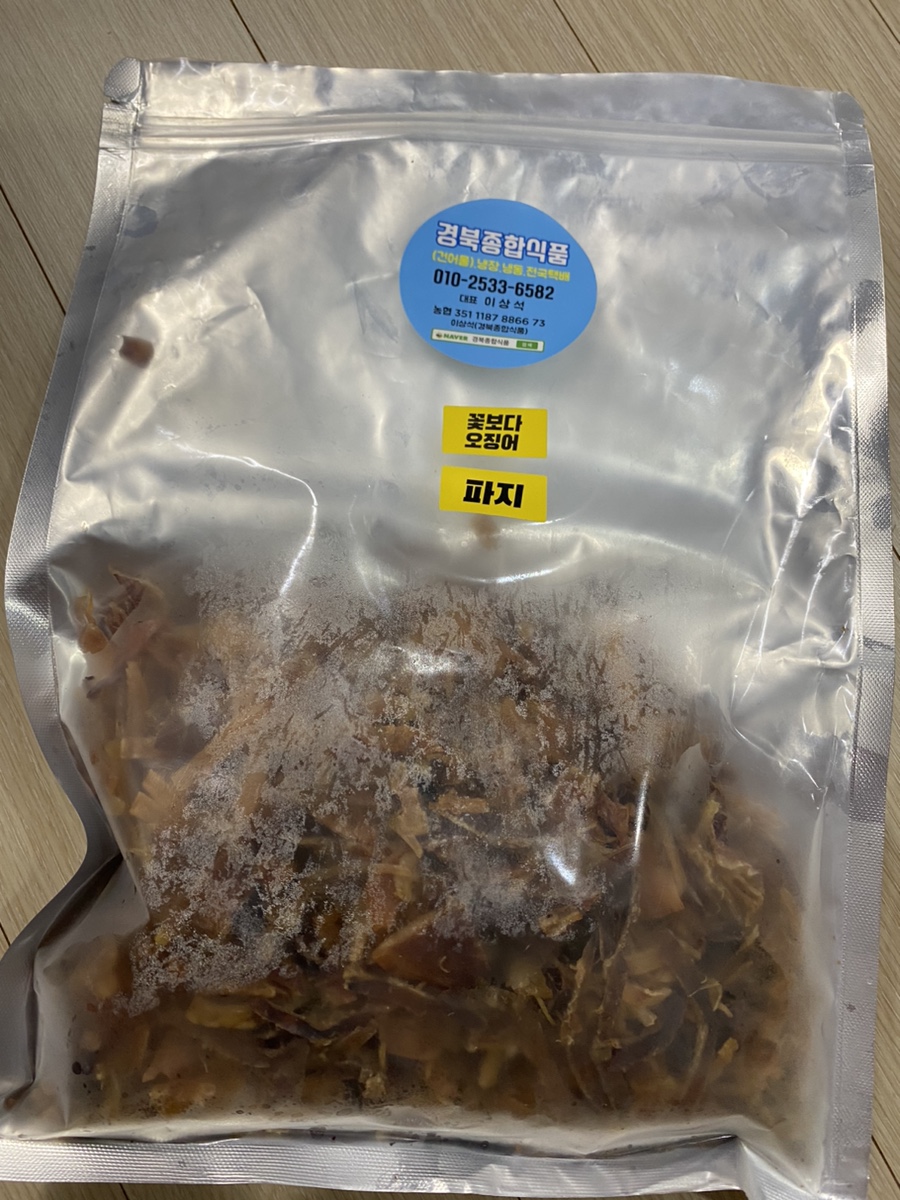 경북종합식품
(건어물).냉장.냉동.전국택배
010-2533-6582
대표 이상석
농협 351 1187 8866 73
이상석(경북종합식품)
NAVER 경북종합식품 검색
꽃보다
오징어
파지